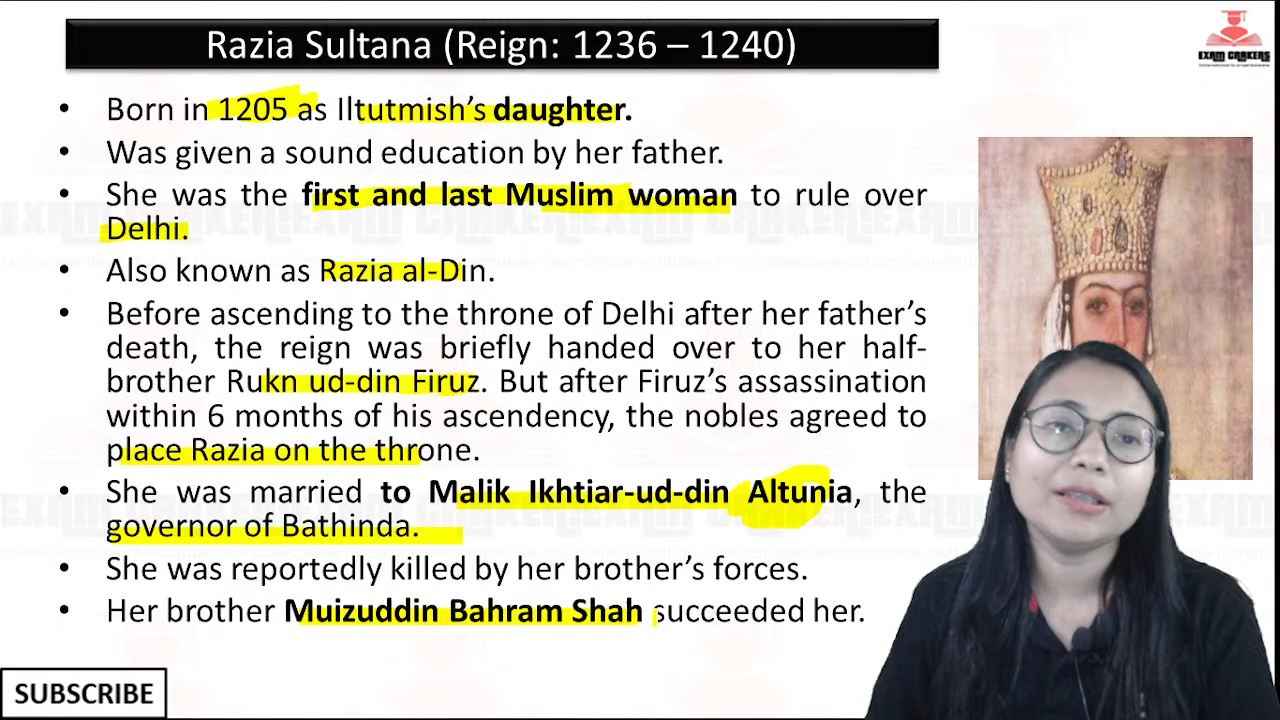 Razia Sultana (Reign: 1236 – 1240)
EXAM CRAKERS
• Born in 1205 as Iltutmish's daughter.
• Was given a sound education by her father.
• She was the first and last Muslim woman to rule over
Delhi.
• Also known as Razia al-Din.
• Before ascending to the throne of Delhi after her father's
death, the reign was briefly handed over to her half-
brother Rukn ud-din Firuz. But after Firuz's assassination
within 6 months of his ascendency, the nobles agreed to
place Razia on the throne.
• She was married to Malik Ikhtiar-ud-din Altunia, the
governor of Bathinda.
• She was reportedly killed by her brother's forces.
• Her brother Muizuddin Bahram Shah succeeded her.
SUBSCRIBE